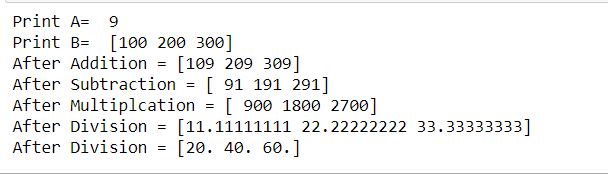 Print A=  9
Print B=  [100 200 300]
After Addition = [109 209 309]
After Subtraction = [ 91 191 291]
After Multiplcation = [ 900 1800 2700]
After Division = [11.11111111 22.22222222 33.33333333]
After Division = [20. 40. 60.]